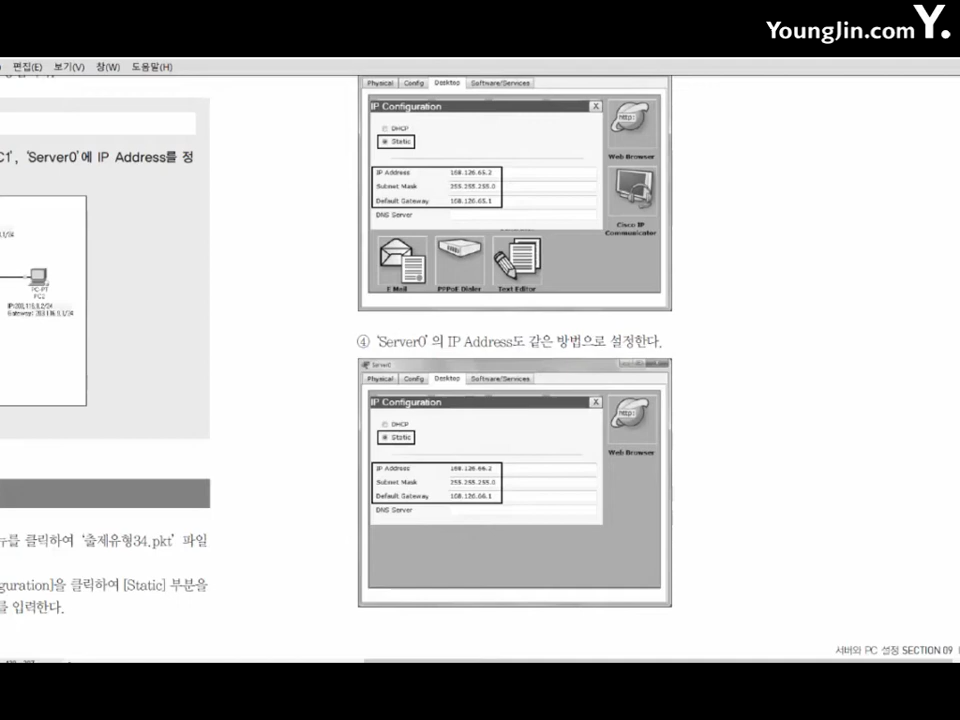 YoungJin.com Y.
편집(E) 보기(V) 창(W) 도움말(H)
C1', 'Server0'에 IP Address를 정
PC-PT
PC2
누를 클릭하여 '출제유형34.pkt' 파일
guration]을 클릭하여 [Static] 부분을
를 입력한다.
Physical Config Desktop Software/Services
IP Configuration X
DHCP
Static
IP Address 168.126.65.2
Subnet Mask 255.255.255.0
Default Gateway 168.126.65.1
DNS Server
http:
Web Browser
Cisco IP
Communicator
E Mail PPPoE Dialer Text Editor
④ 'Server0'의 IP Address도 같은 방법으로 설정한다.
Server0
Physical Config Desktop Software/Services
IP Configuration X
DHCP
Static
IP Address 168.126.66.2
Subnet Mask 255.255.255.0
Default Gateway 168.126.66.1
DNS Server
http:
Web Browser
서버와 PC 설정 SECTION 09